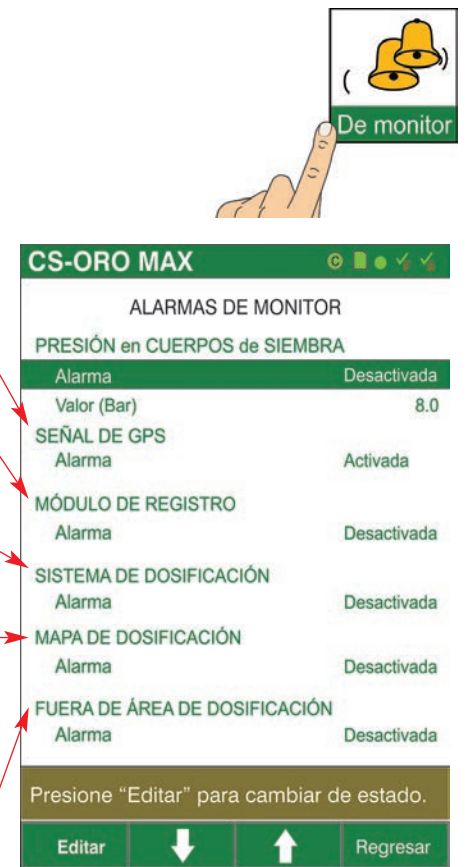 De monitor
CS-ORO MAX
ALARMAS DE MONITOR
PRESIÓN en CUERPOS de SIEMBRA
Alarma Desactivada
Valor (Bar) 8.0
SEÑAL DE GPS
Alarma Activada
MÓDULO DE REGISTRO
Alarma Desactivada
SISTEMA DE DOSIFICACIÓN
Alarma Desactivada
MAPA DE DOSIFICACIÓN
Alarma Desactivada
FUERA DE ÁREA DE DOSIFICACIÓN
Alarma Desactivada
Presione “Editar” para cambiar de estado.
Editar Regresar